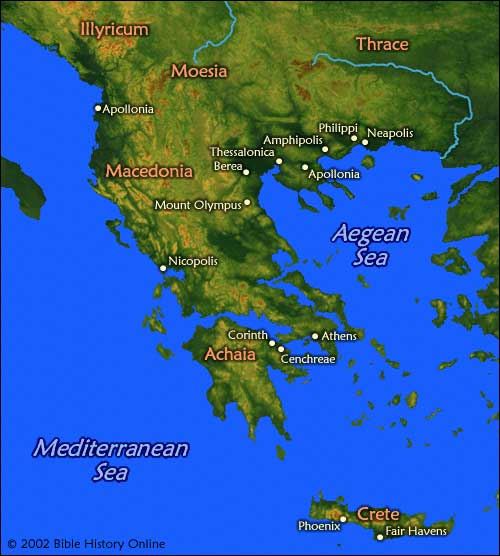 Illyricum
Thrace
Moesia
Apollonia
Philippi
Neapolis
Amphipolis
Thessalonica
Berea
Apollonia
Macedonia
Mount Olympus
Aegean
Sea
Nicopolis
Corinth
Athens
Achaia
Cenchreae
Mediterranean
Sea
Crete
Phoenix
Fair Havens
© 2002 Bible History Online